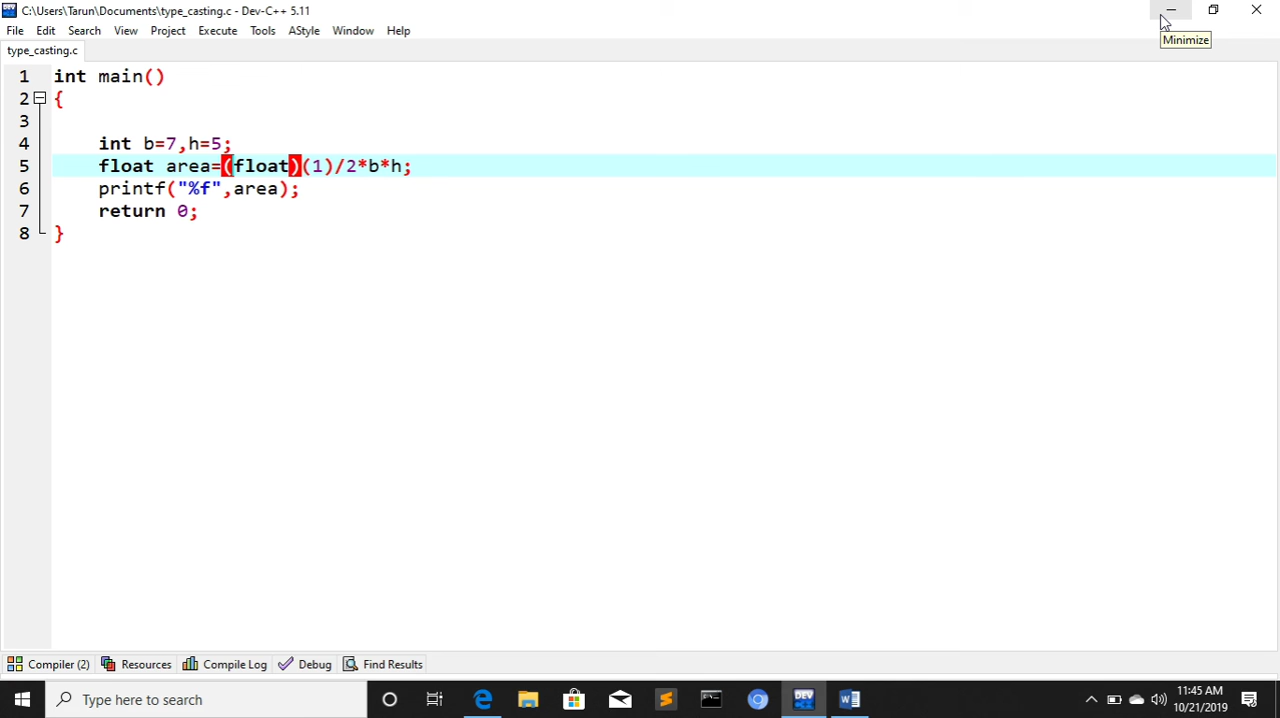 C:\Users\Tarun\Documents\type_casting.c - Dev-C++ 5.11
File Edit Search View Project Execute Tools AStyle Window Help
Minimize
type_casting.c
1 int main()
2 {
3
4 int b=7,h=5;
5 float area=(float)(1)/2*b*h;
6 printf("%f",area);
7 return 0;
8 }
Compiler (2) Resources Compile Log Debug Find Results
Type here to search
DEV
11:45 AM
10/21/2019